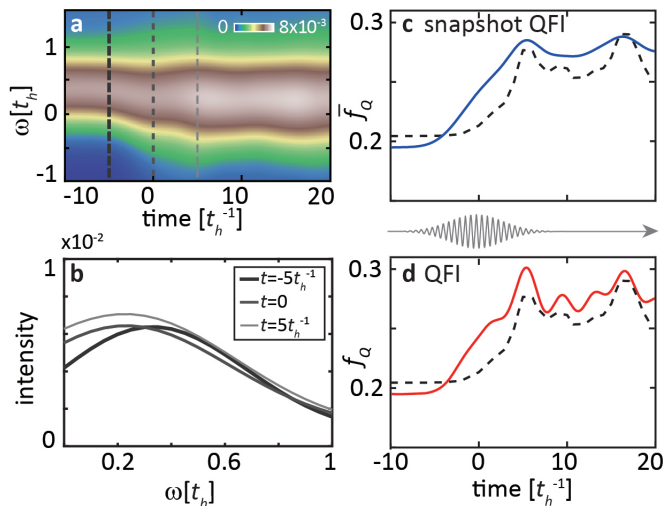 a
0
8x10⁻³
1
0
-1
ω[tₕ]
-10
0
10
20
time [tₕ⁻¹]
x10⁻²
b
1
0
intensity
t=-5tₕ⁻¹
t=0
t=5tₕ⁻¹
0.2
0.6
1
ω[tₕ]
c snapshot QFI
0.3
0.2
f̅_Q
d QFI
0.3
0.2
f_Q
-10
0
10
20
time [tₕ⁻¹]